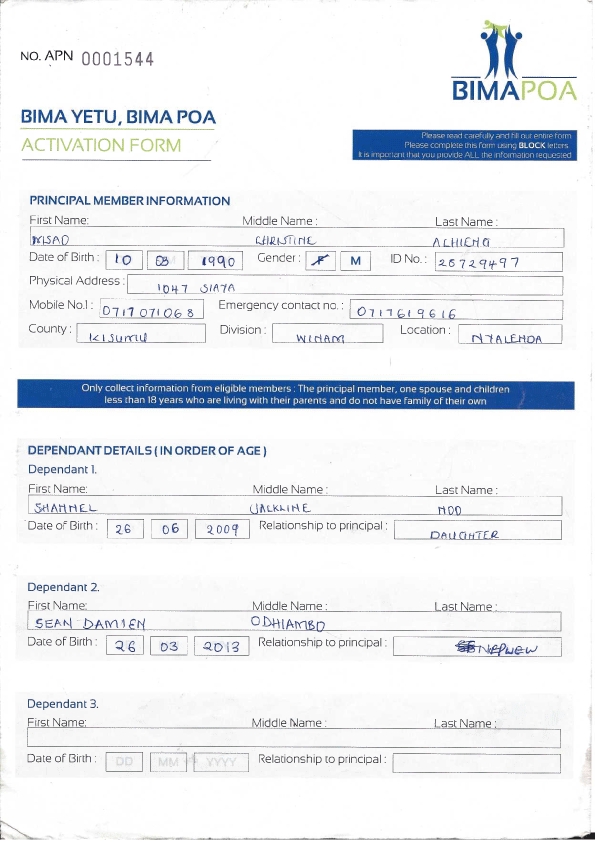 NO. APN 0001544
BIMAPOA
BIMA YETU, BIMA POA
ACTIVATION FORM
Please read carefully and fill our entire form
Please complete this form using BLOCK letters.
It is important that you provide ALL the information requested
PRINCIPAL MEMBER INFORMATION
First Name: Middle Name : Last Name :
CHRISTINE ACHIENG
Date of Birth : 10 1990 Gender : F M ID No. : 28729497
Physical Address : 1047 SIAYA
Mobile No.1 : 0717071068 Emergency contact no. : 0717619616
County : KISUMU Division : WINAM Location : NYALENDA
Only collect information from eligible members : The principal member, one spouse and children
less than 18 years who are living with their parents and do not have family of their own
DEPENDANT DETAILS ( IN ORDER OF AGE )
Dependant 1.
First Name: Middle Name : Last Name :
SHANNEL JACKLINE
Date of Birth : 26 06 2009 Relationship to principal : DAUGHTER
Dependant 2.
First Name: Middle Name : Last Name :
SEAN DAMIEN ODHIAMBO
Date of Birth : 26 03 2013 Relationship to principal : NEPHEW
Dependant 3.
First Name: Middle Name : Last Name :
Date of Birth : DD MM YYYY Relationship to principal :